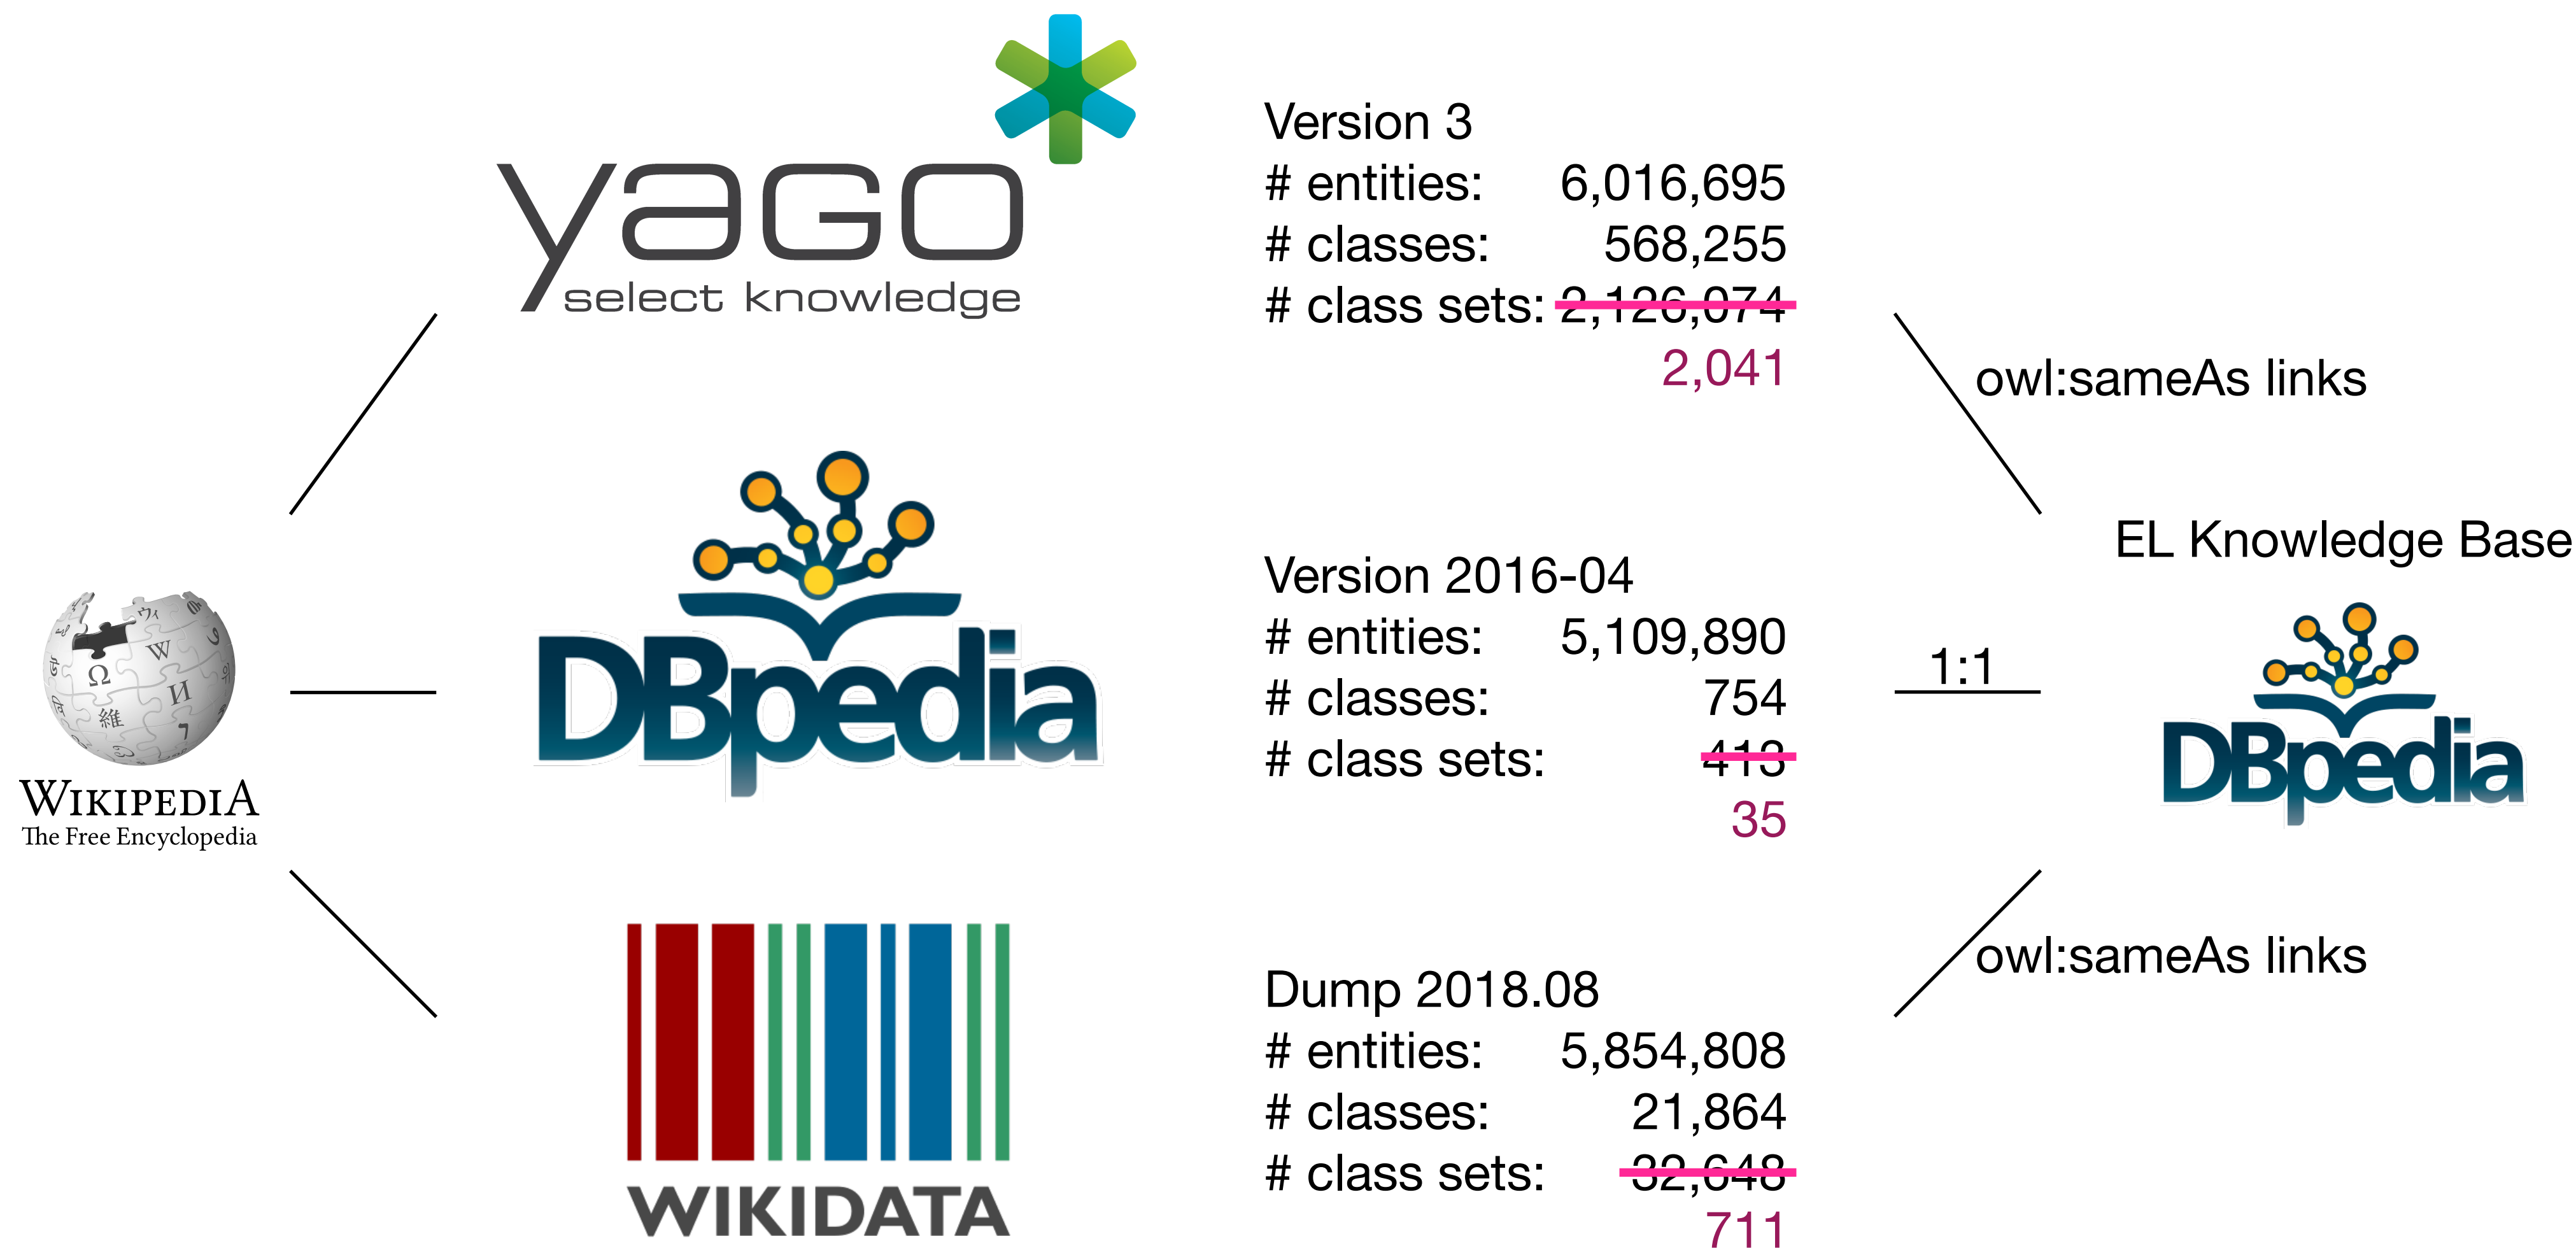 yago
select knowledge
Version 3
# entities: 6,016,695
# classes: 568,255
# class sets: 2,126,074
2,041
owl:sameAs links
EL Knowledge Base
Ω W И 維 7
WIKIPEDIA
The Free Encyclopedia
DBpedia
Version 2016-04
# entities: 5,109,890
# classes: 754
# class sets: 413
35
1:1
DBpedia
owl:sameAs links
WIKIDATA
Dump 2018.08
# entities: 5,854,808
# classes: 21,864
# class sets: 32,648
711